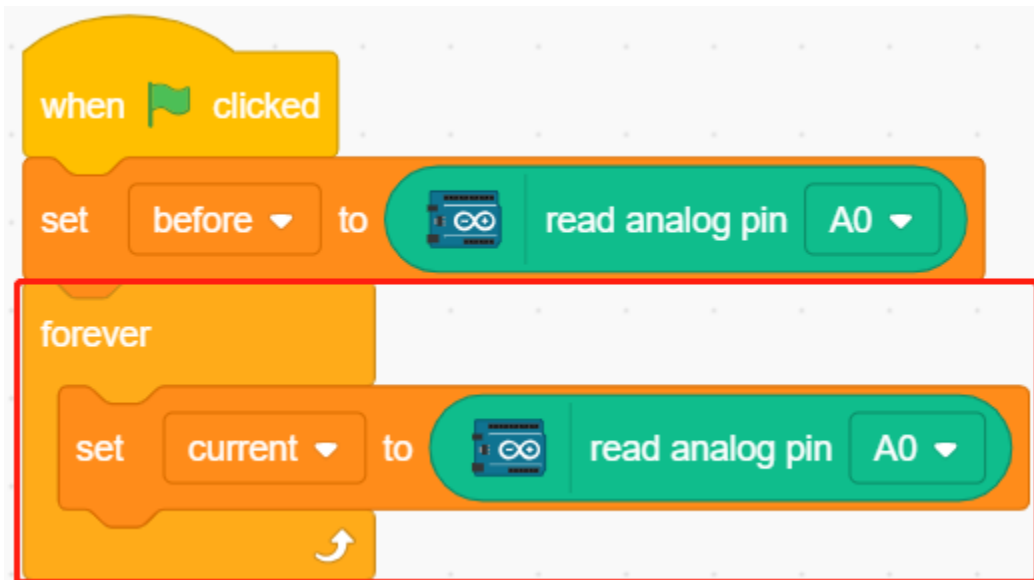 when clicked
set before to read analog pin A0
forever
set current to read analog pin A0